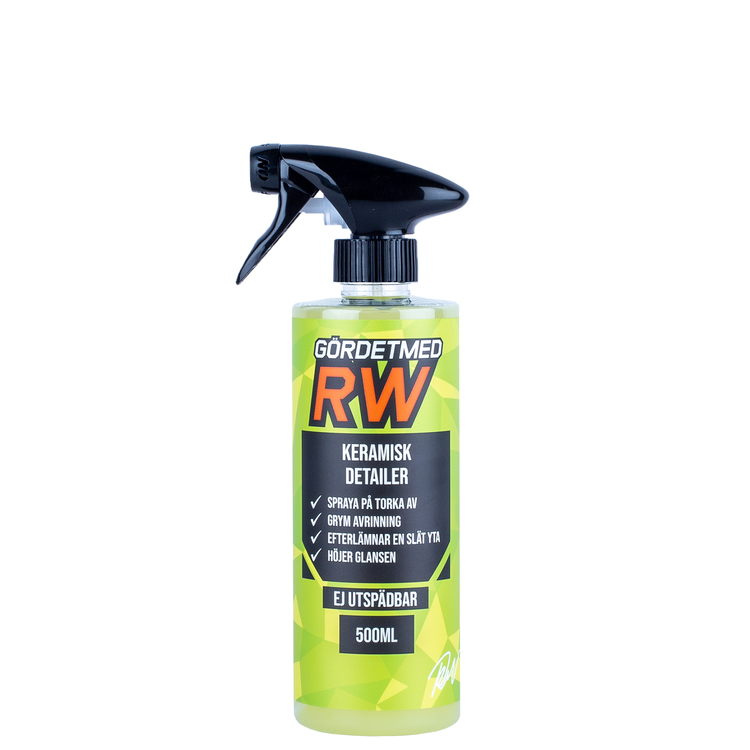 GÖRDETMED
RW
KERAMISK
DETAILER
SPRAYA PÅ TORKA AV
GRYM AVRINNING
EFTERLÄMNAR EN SLÄT YTA
HÖJER GLANSEN
EJ UTSPÄDBAR
500ML